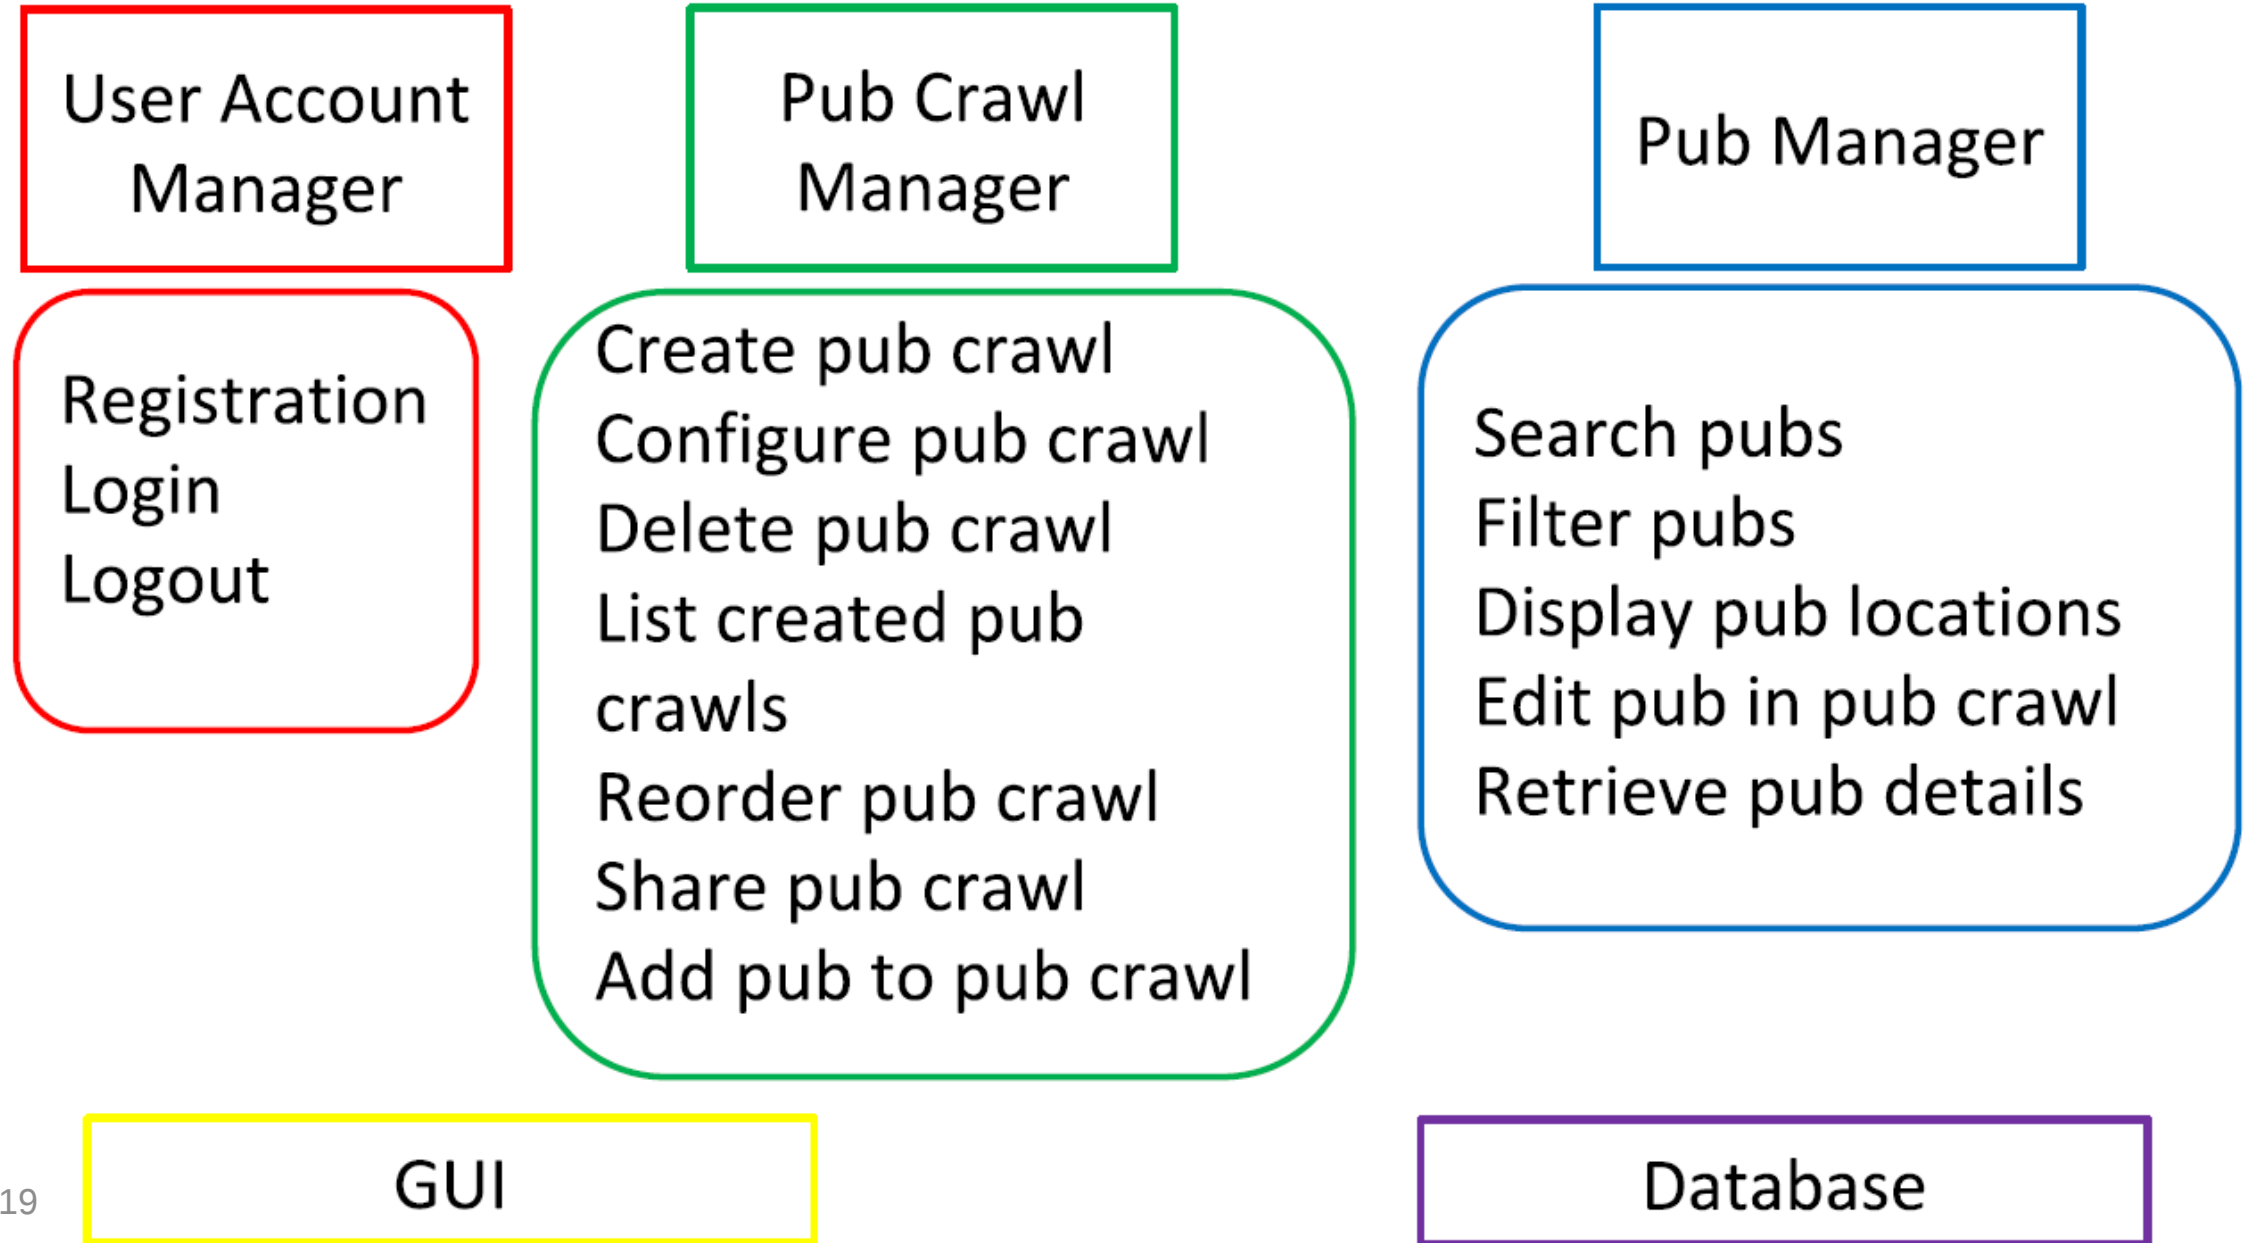 User Account
Manager
Pub Crawl
Manager
Pub Manager
Registration
Login
Logout
Create pub crawl
Configure pub crawl
Delete pub crawl
List created pub
crawls
Reorder pub crawl
Share pub crawl
Add pub to pub crawl
Search pubs
Filter pubs
Display pub locations
Edit pub in pub crawl
Retrieve pub details
GUI
Database
19